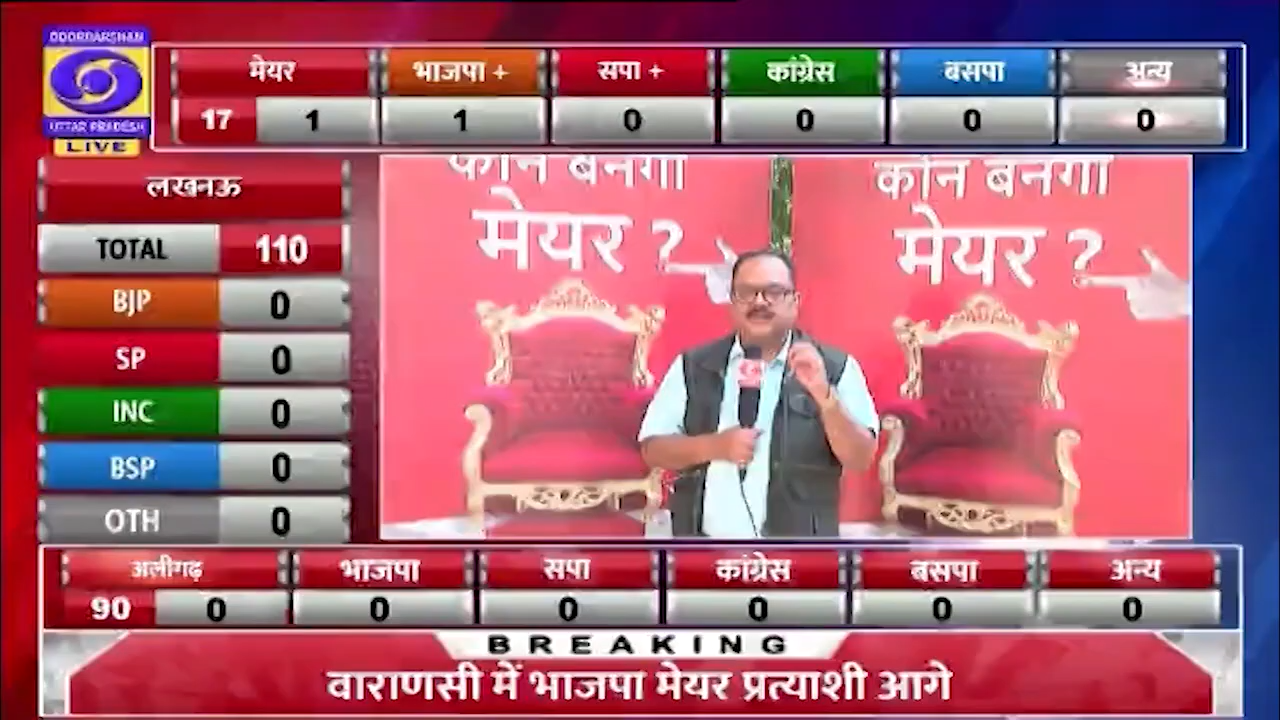 DOORDARSHAN
UTTAR PRADESH
LIVE
मेयर भाजपा + सपा + कांग्रेस बसपा अन्य
17 1 1 0 0 0 0
लखनऊ
TOTAL 110
BJP 0
SP 0
INC 0
BSP 0
OTH 0
कौन बनेगा
मेयर ?
कौन बनेगा
मेयर ?
अलीगढ़ भाजपा सपा कांग्रेस बसपा अन्य
90 0 0 0 0 0 0
BREAKING
वाराणसी में भाजपा मेयर प्रत्याशी आगे